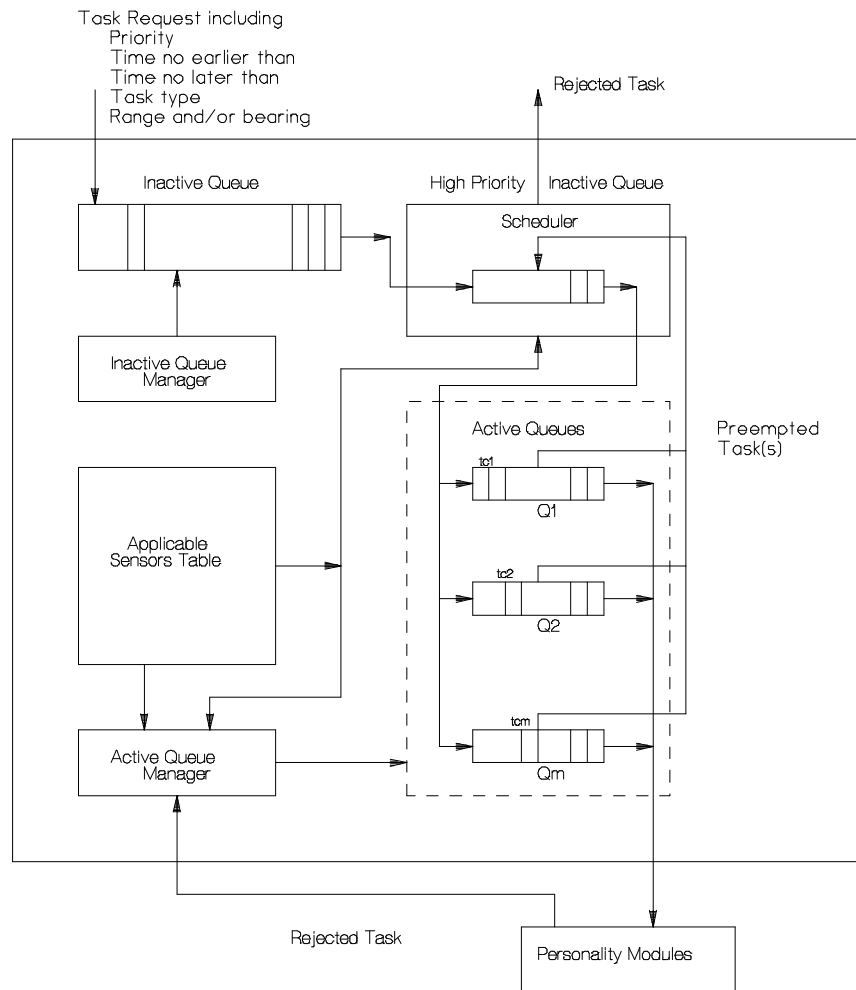 Task Request including
Priority
Time no earlier than
Time no later than
Task type
Range and/or bearing
Rejected Task
Inactive Queue
High Priority Inactive Queue
Scheduler
Inactive Queue
Manager
Active Queues
Preempted
Task(s)
tc1
Q1
Applicable
Sensors Table
tc2
Q2
tcm
Qm
Active Queue
Manager
Rejected Task
Personality Modules